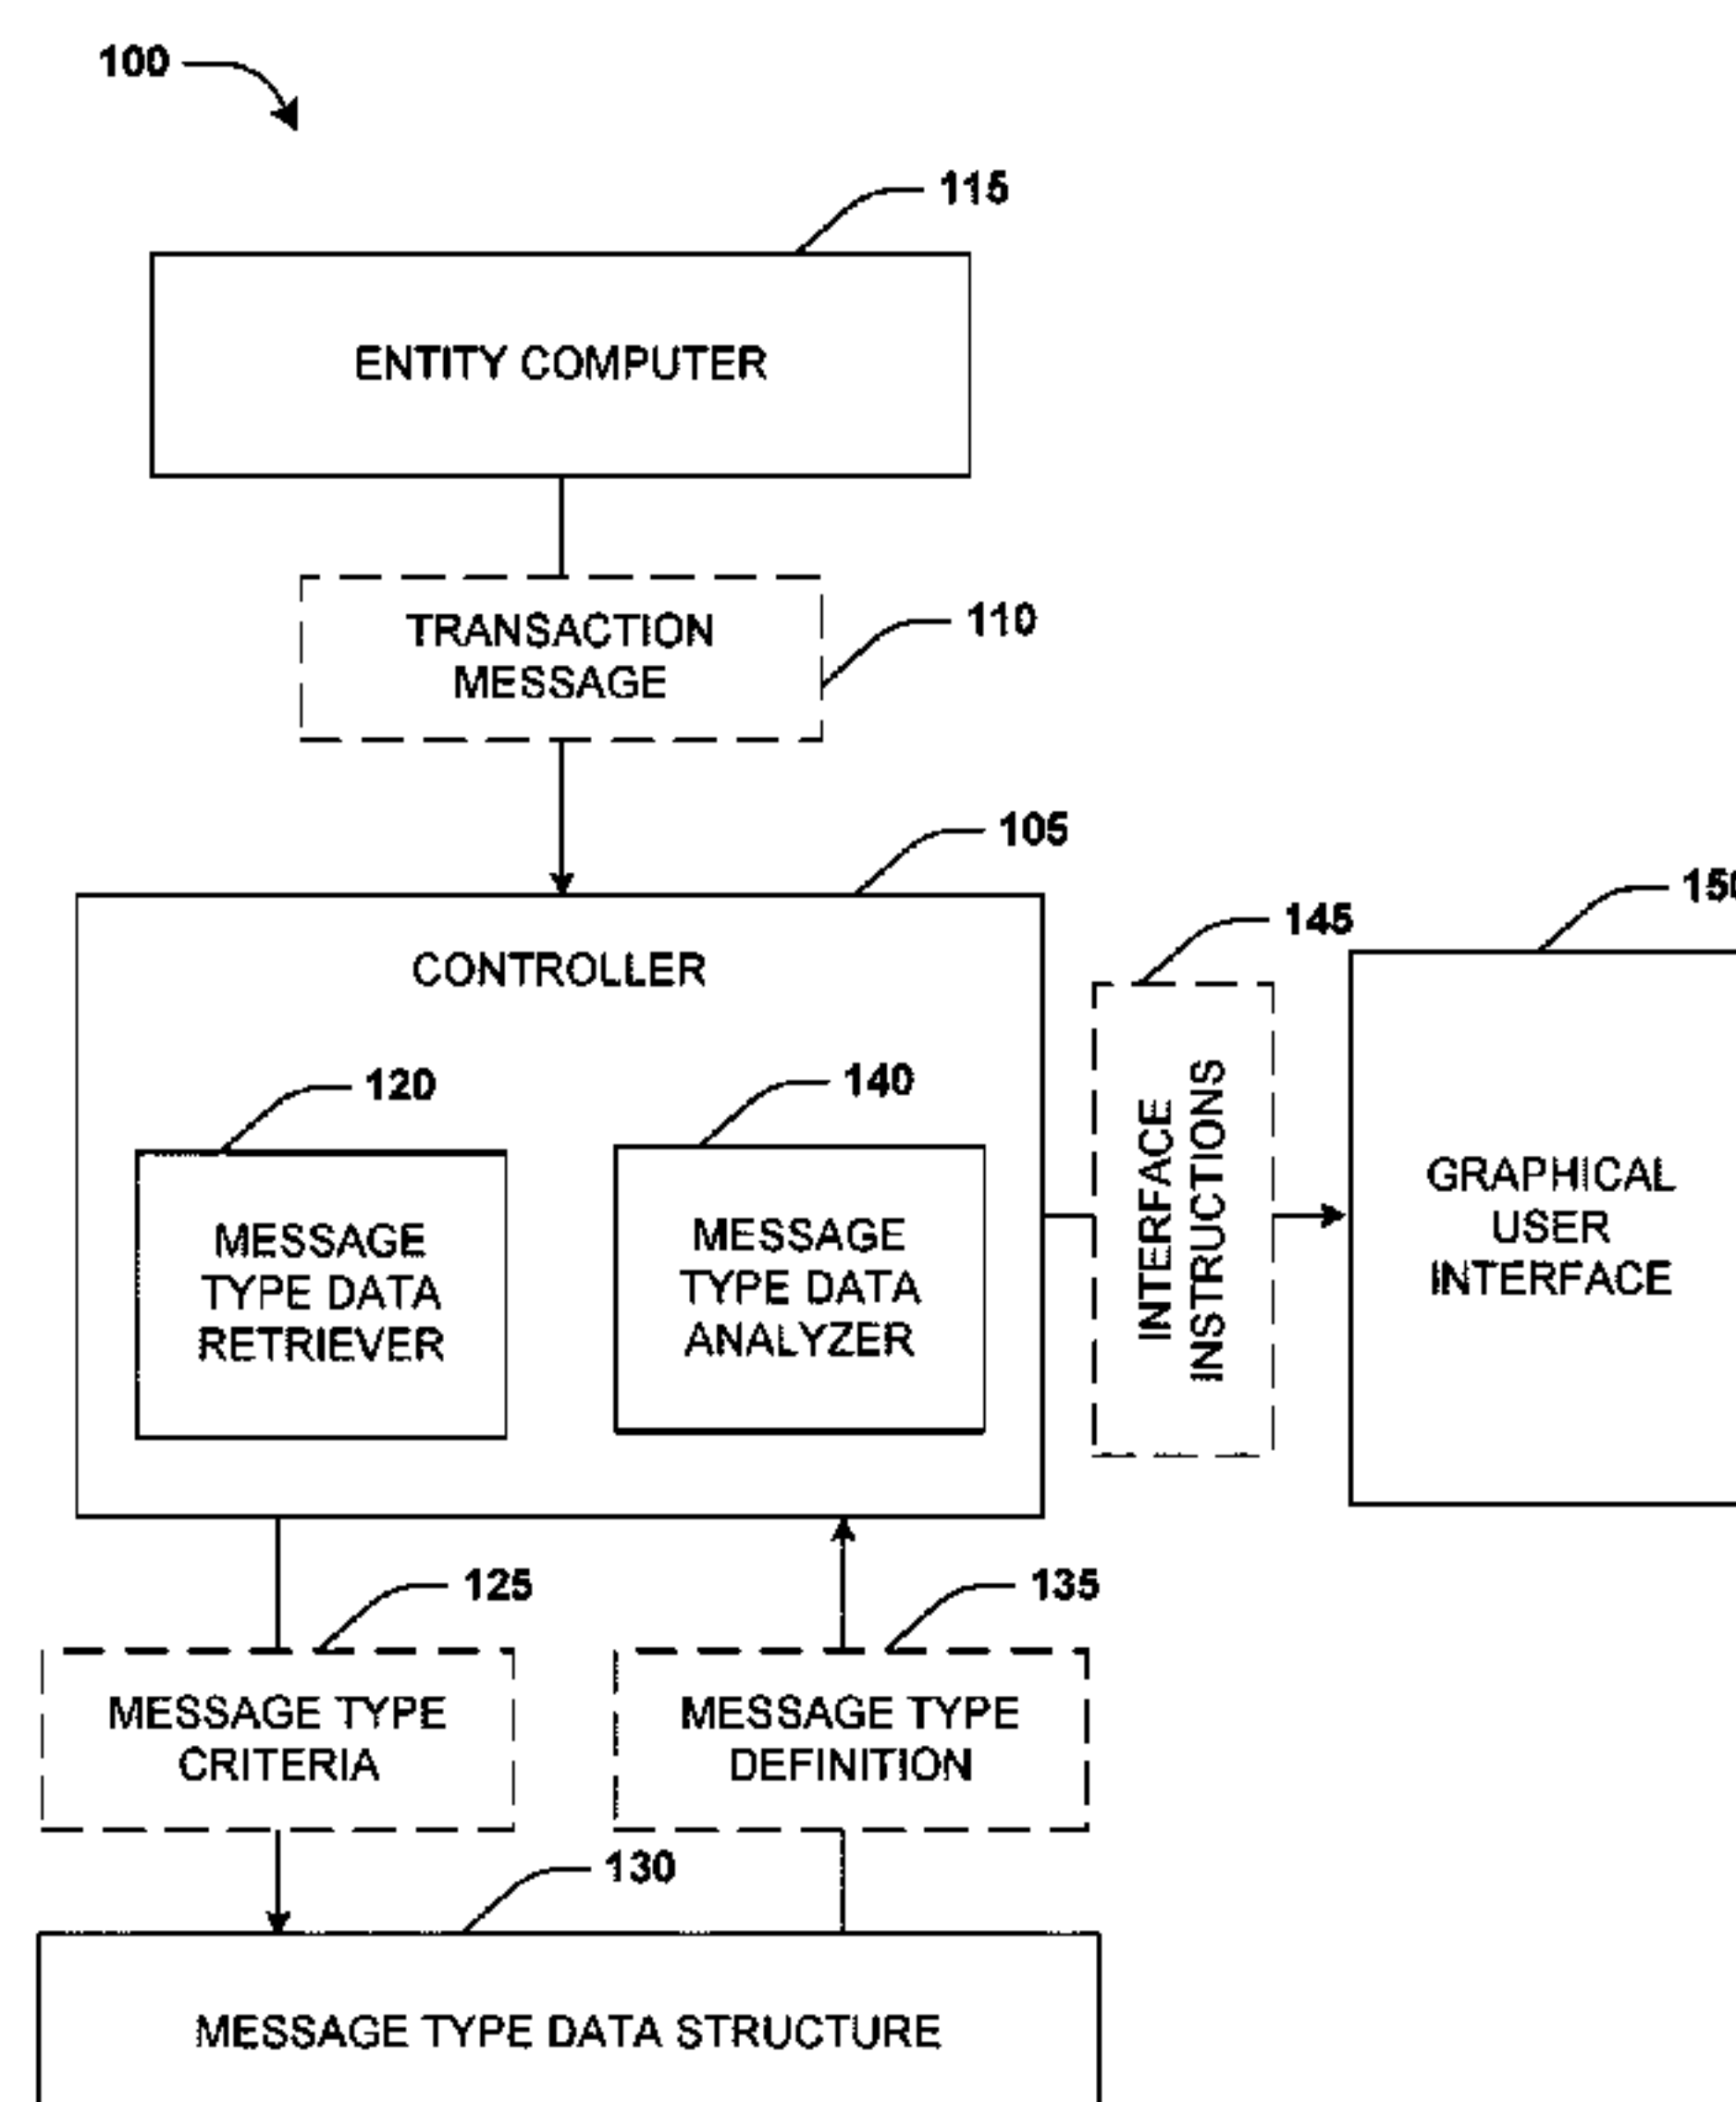 100
115
ENTITY COMPUTER
TRANSACTION
MESSAGE
110
105
CONTROLLER
145
120
140
MESSAGE
TYPE DATA
RETRIEVER
MESSAGE
TYPE DATA
ANALYZER
INTERFACE
INSTRUCTIONS
GRAPHICAL
USER
INTERFACE
125
135
MESSAGE TYPE
CRITERIA
MESSAGE TYPE
DEFINITION
130
MESSAGE TYPE DATA STRUCTURE